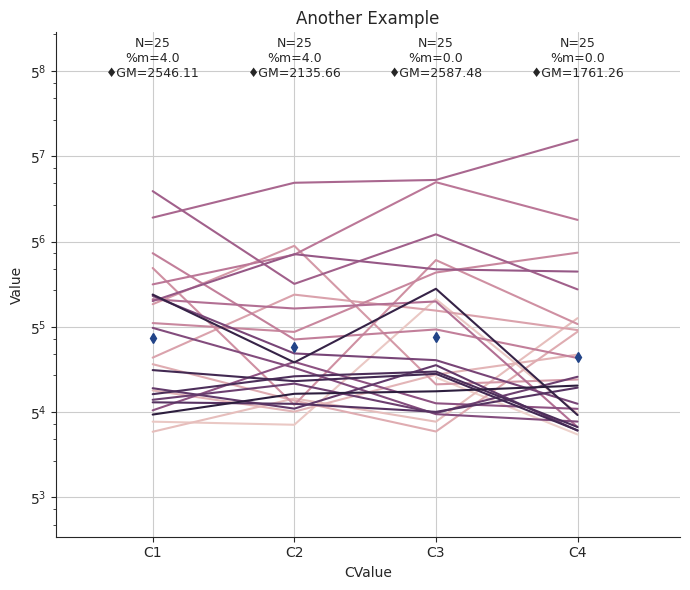 Another Example
N=25 N=25 N=25 N=25
%m=4.0 %m=4.0 %m=0.0 %m=0.0
♦GM=2546.11 ♦GM=2135.66 ♦GM=2587.48 ♦GM=1761.26
5⁸
5⁷
5⁶
5⁵
5⁴
5³
Value
C1 C2 C3 C4
CValue